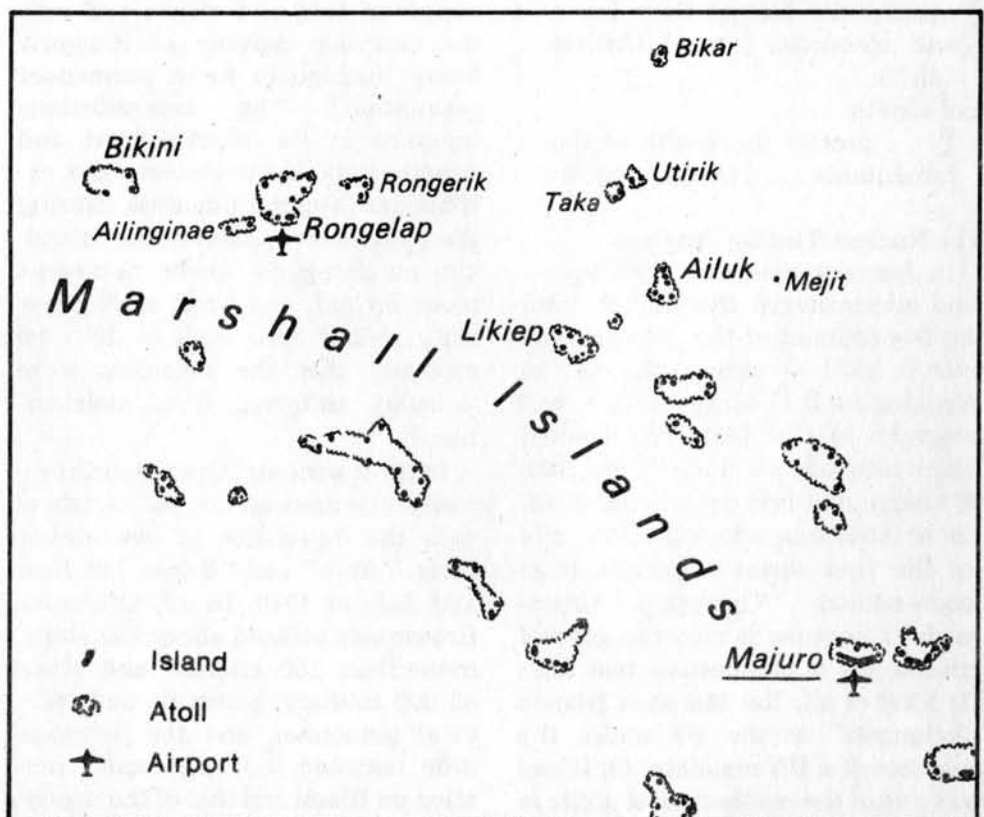 Bikar
Bikini
Rongerik
Utirik
Taka
Ailinginae
Rongelap
Ailuk
Mejit
Marshall Islands
Likiep
Majuro
Island
Atoll
Airport